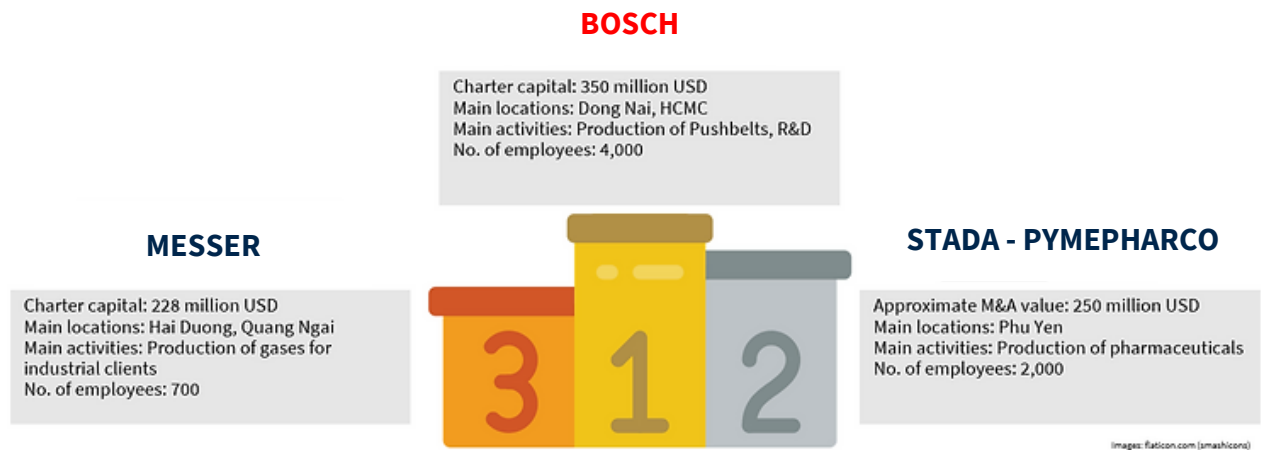 BOSCH
Charter capital: 350 million USD
Main locations: Dong Nai, HCMC
Main activities: Production of Pushbelts, R&D
No. of employees: 4,000
MESSER
Charter capital: 228 million USD
Main locations: Hai Duong, Quang Ngai
Main activities: Production of gases for
industrial clients
No. of employees: 700
STADA - PYMEPHARCO
Approximate M&A value: 250 million USD
Main locations: Phu Yen
Main activities: Production of pharmaceuticals
No. of employees: 2,000
3 1 2
Images: flaticon.com (smashicons)